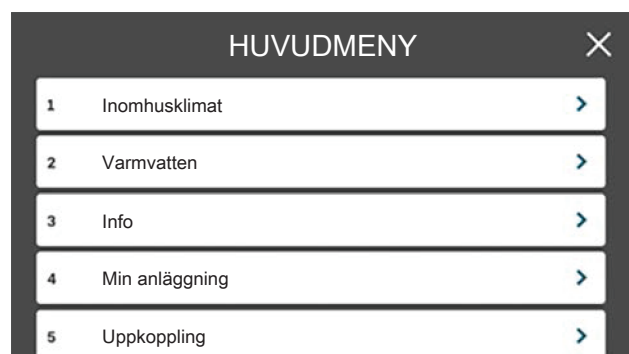 HUVUDMENY
1 Inomhusklimat
2 Varmvatten
3 Info
4 Min anläggning
5 Uppkoppling